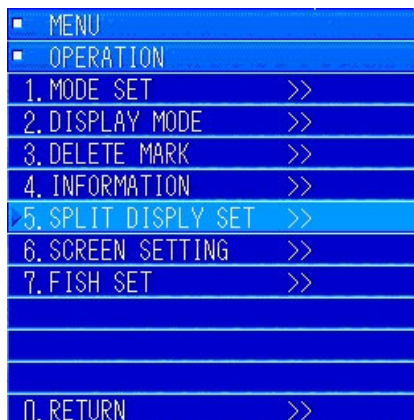 MENU
OPERATION
1. MODE SET >>
2. DISPLAY MODE >>
3. DELETE MARK >>
4. INFORMATION >>
5. SPLIT DISPLY SET >>
6. SCREEN SETTING >>
7. FISH SET >>
0. RETURN >>